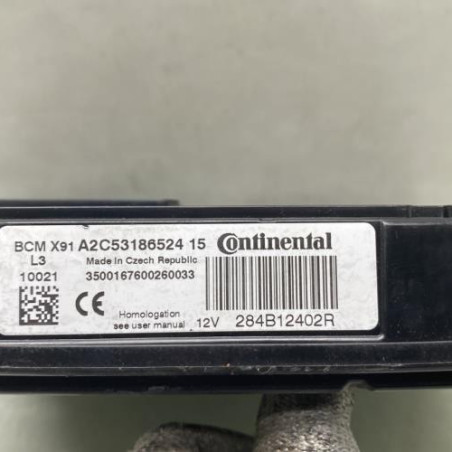 BCM X91 A2C53186524 15 Continental
L3 Made in Czech Republic
10021 3500167600260033
CE
Homologation
see user manual 12V 284B12402R